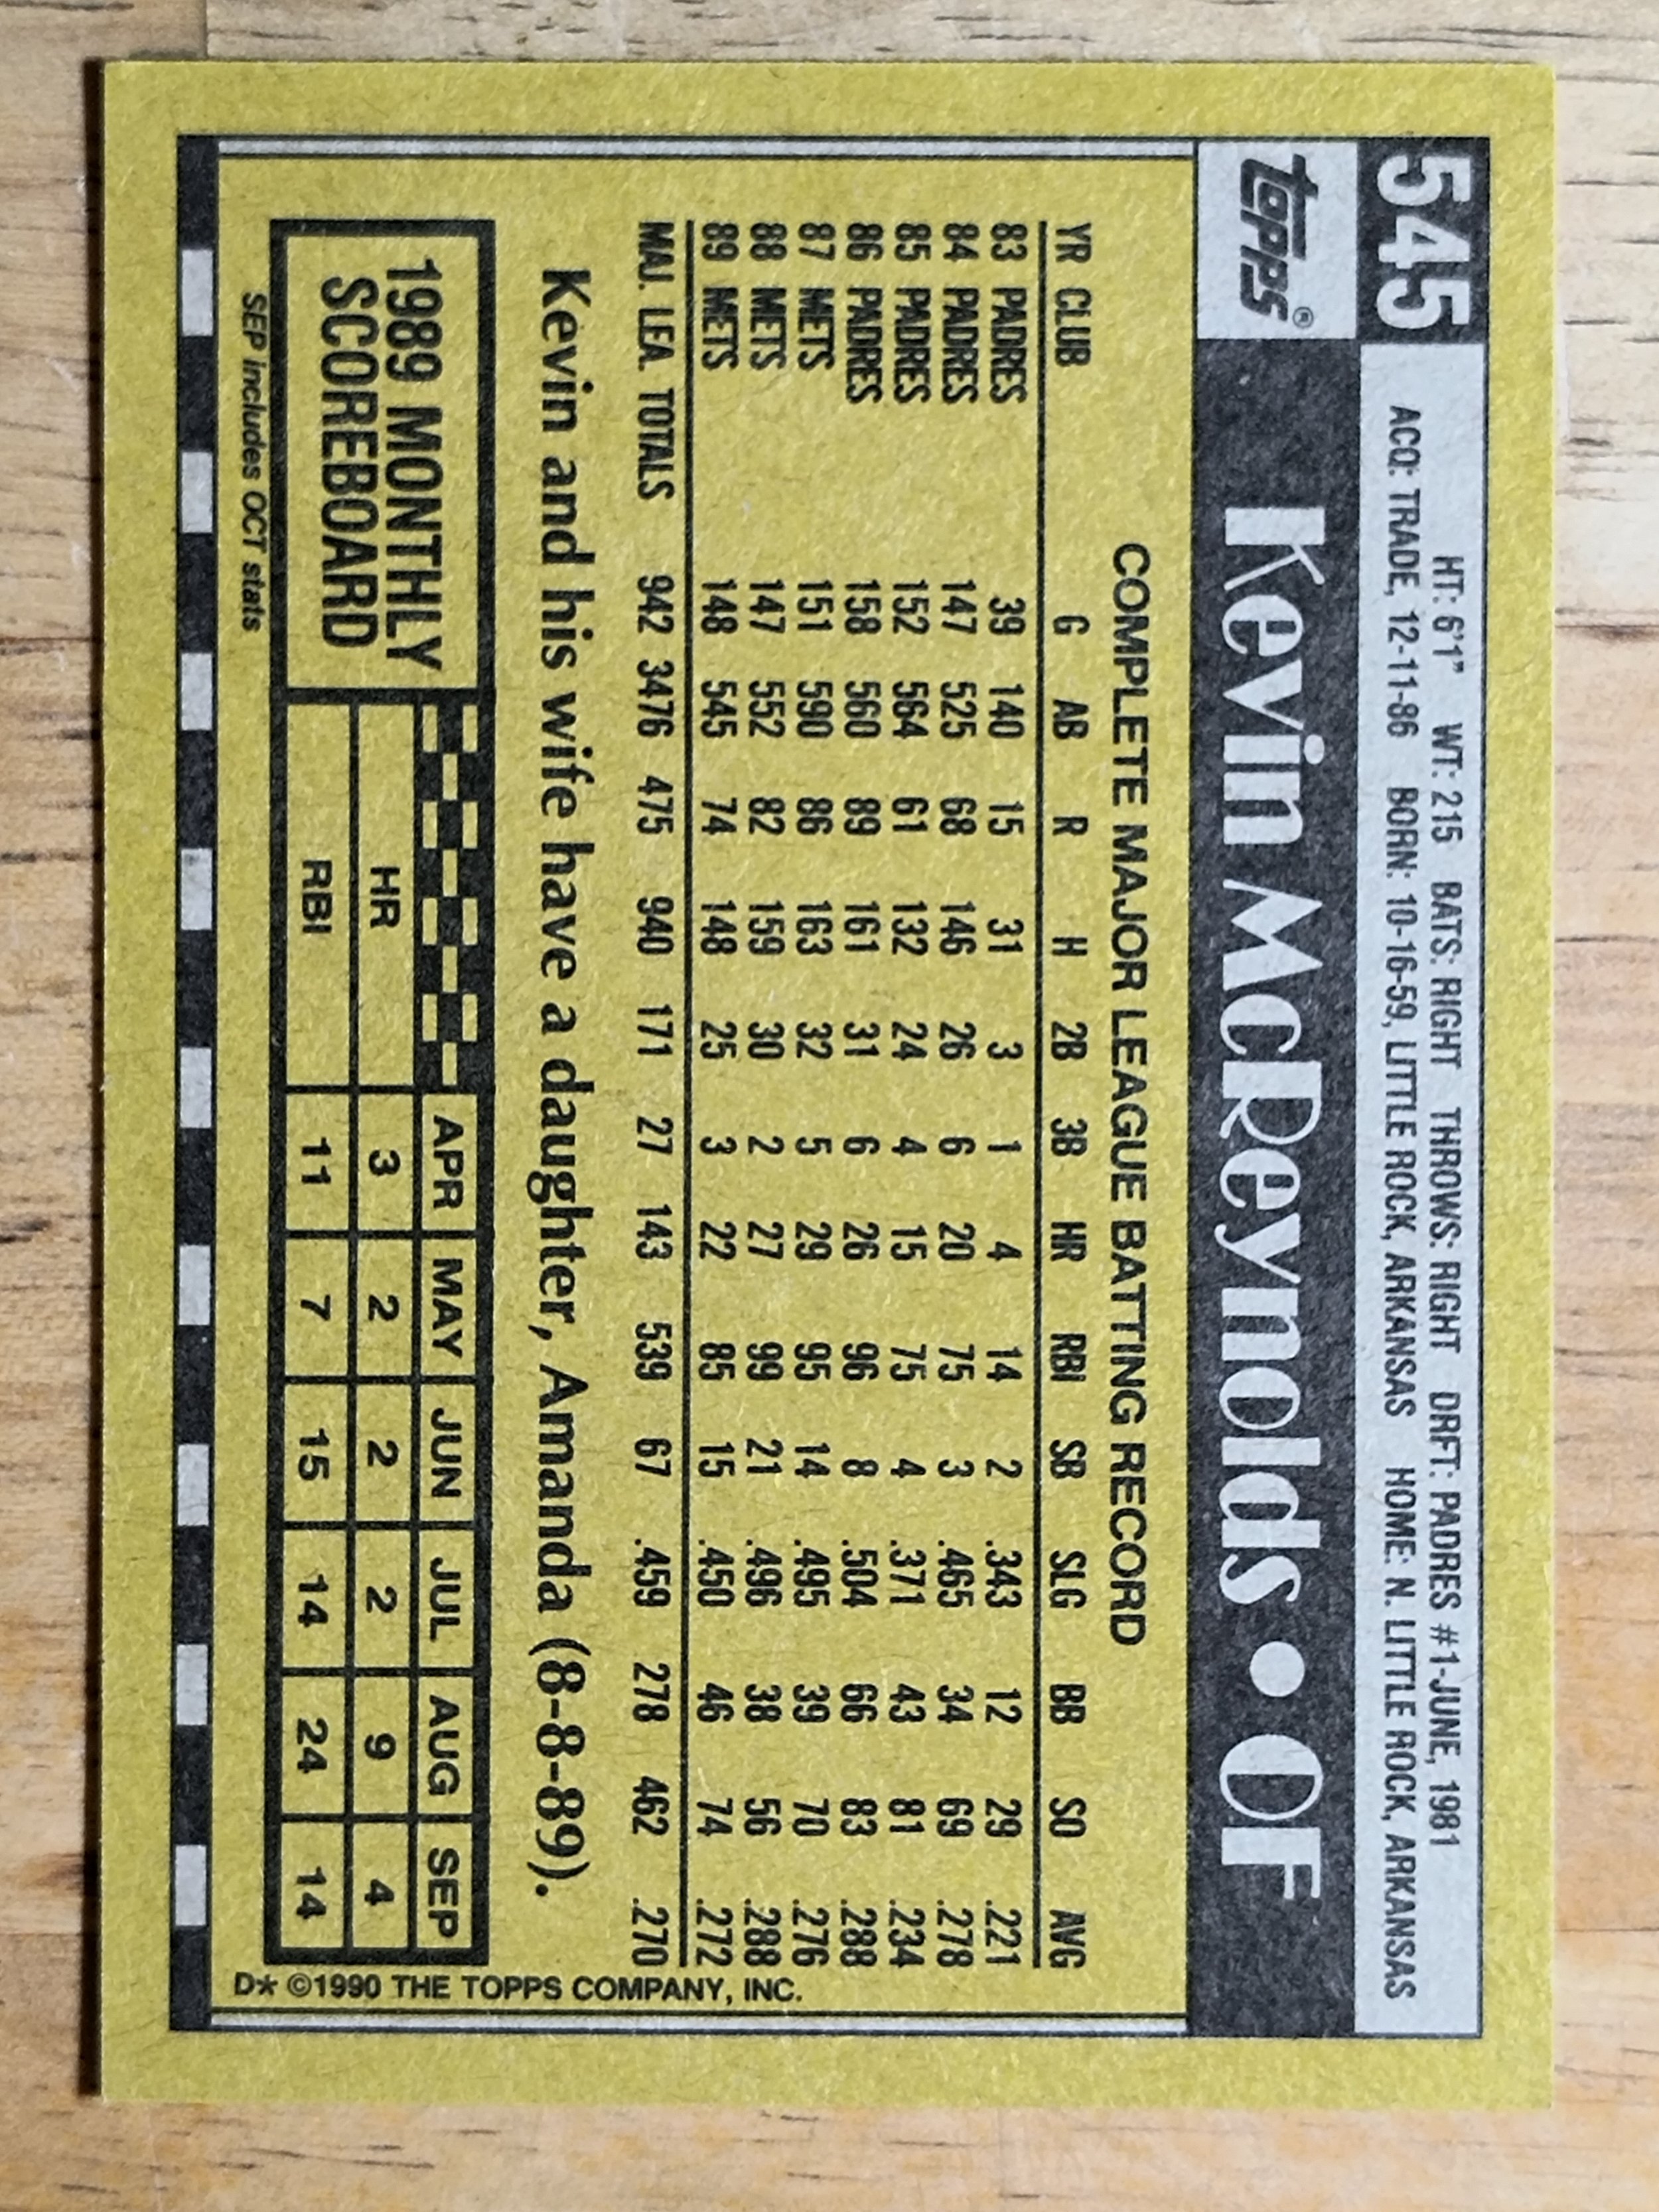 545
HT: 6'1" WT: 215 BATS: RIGHT THROWS: RIGHT DRFT: PADRES #1-JUNE, 1981
ACQ: TRADE, 12-11-86 BORN: 10-16-59, LITTLE ROCK, ARKANSAS HOME: N. LITTLE ROCK, ARKANSAS
topps® Kevin McReynolds • OF
COMPLETE MAJOR LEAGUE BATTING RECORD
YR CLUB G AB R H 2B 3B HR RBI SB SLG BB SO AVG
83 PADRES 39 140 15 31 3 1 4 14 2 .343 12 29 .221
84 PADRES 147 525 68 146 26 6 20 75 3 .465 34 69 .278
85 PADRES 152 564 61 132 24 4 15 75 4 .371 43 81 .234
86 PADRES 158 560 89 161 31 6 26 96 8 .504 66 83 .288
87 METS 151 590 86 163 32 5 29 95 14 .495 39 70 .276
88 METS 147 552 82 159 30 2 27 99 21 .496 38 56 .288
89 METS 148 545 74 148 25 3 22 85 15 .450 46 74 .272
MAJ. LEA. TOTALS 942 3476 475 940 171 27 143 539 67 .459 278 462 .270
Kevin and his wife have a daughter, Amanda (8-8-89).
1989 MONTHLY
SCOREBOARD
APR MAY JUN JUL AUG SEP
HR 3 2 2 2 9 4
RBI 11 7 15 14 24 14
SEP includes OCT stats
D* ©1990 THE TOPPS COMPANY, INC.